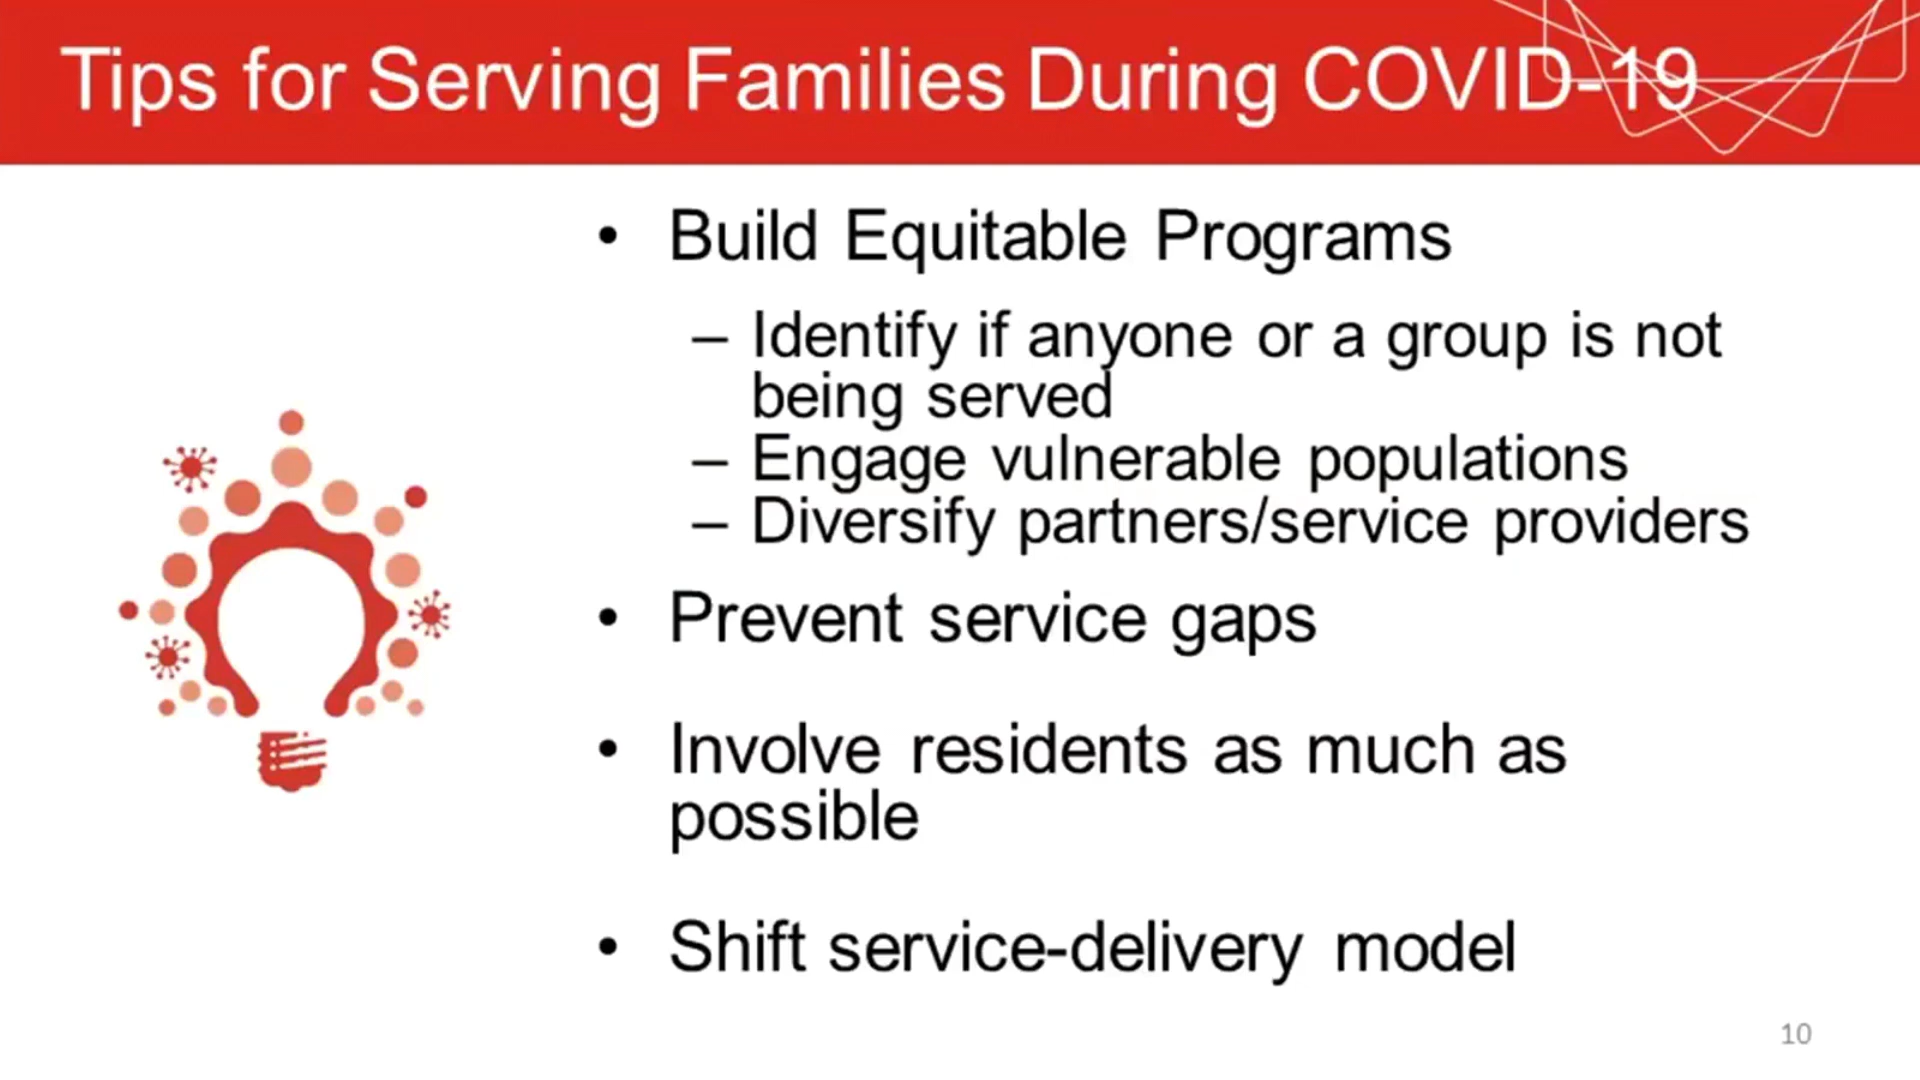 Tips for Serving Families During COVID-19
• Build Equitable Programs
– Identify if anyone or a group is not
being served
– Engage vulnerable populations
– Diversify partners/service providers
• Prevent service gaps
• Involve residents as much as
possible
• Shift service-delivery model
10